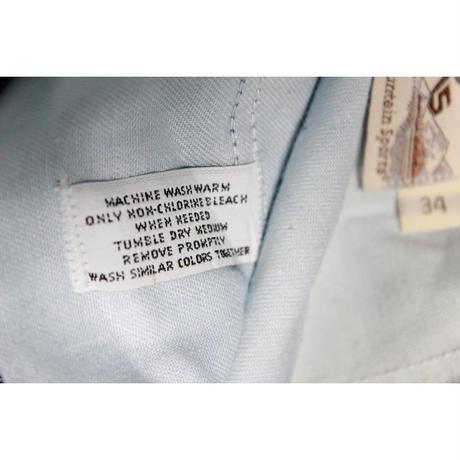 MACHINE WASH WARM
ONLY NON-CHLORINE BLEACH
WHEN NEEDED
TUMBLE DRY MEDIUM
REMOVE PROMPTLY
WASH SIMILAR COLORS TOGETHER
Sports
34